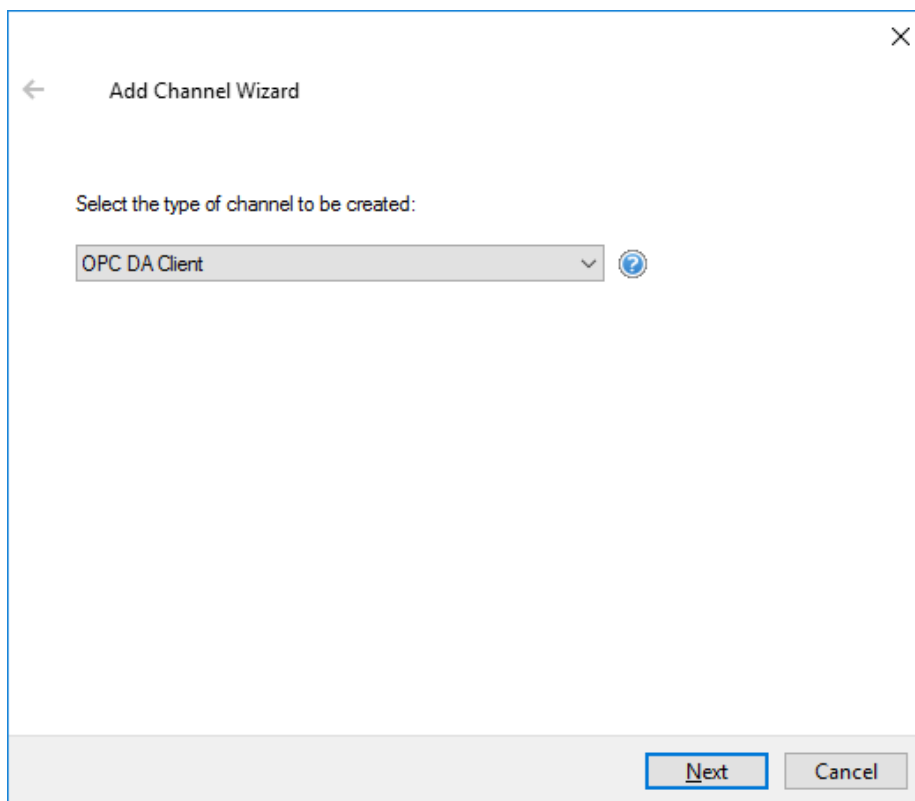 Add Channel Wizard
Select the type of channel to be created:
OPC DA Client
?
Next
Cancel